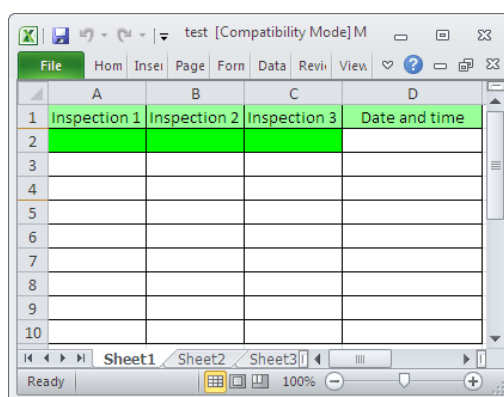 test [Compatibility Mode] M
File Hom Inser Page Forn Data Revi View
A B C D
1 Inspection 1 Inspection 2 Inspection 3 Date and time
2
3
4
5
6
7
8
9
10
Sheet1 Sheet2 Sheet3
Ready 100%